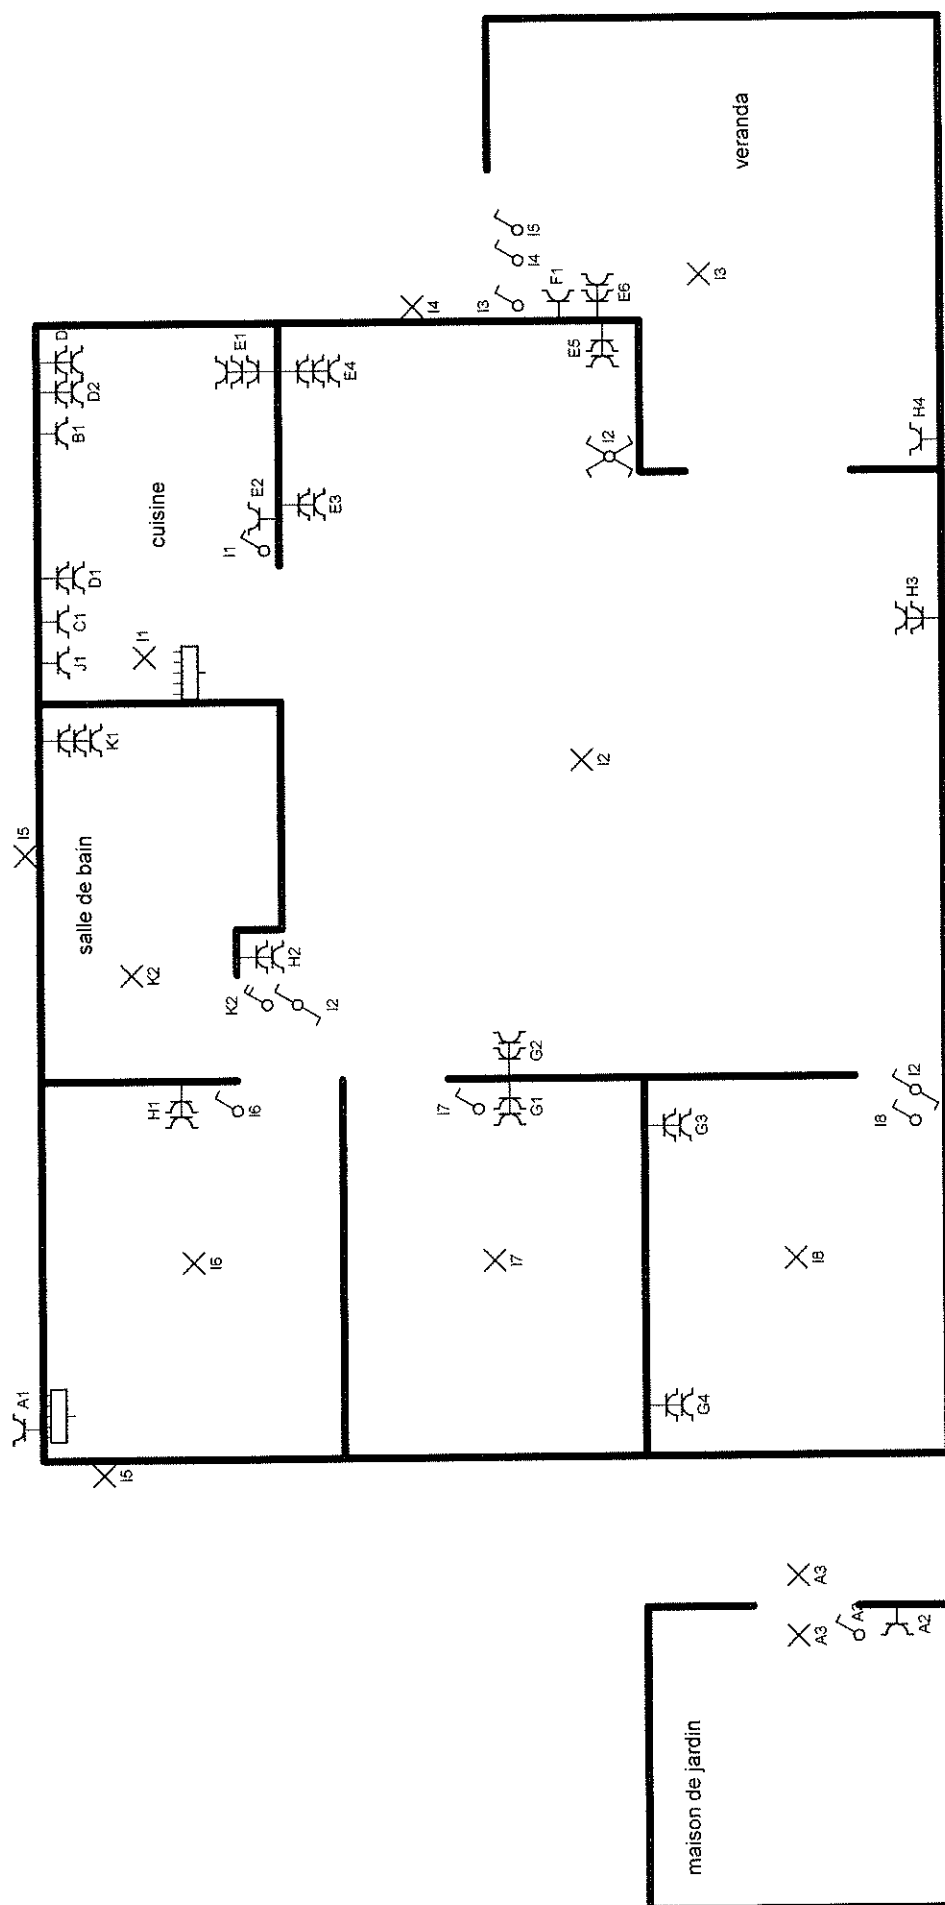 A1
I5
D
J1
C1
B1
salle de bain
D1
D2
K1
I5
I1
K2
H1
cuisine
I6
K2
I1
E1
I6
E2
H2
I2
E3
E4
I4
I7
I3
I7
G1
G2
I4
I5
F1
E5
I2
I2
E6
maison de jardin
G4
G3
I3
veranda
A3
A3
I8
I8
I2
H3
H4
A2